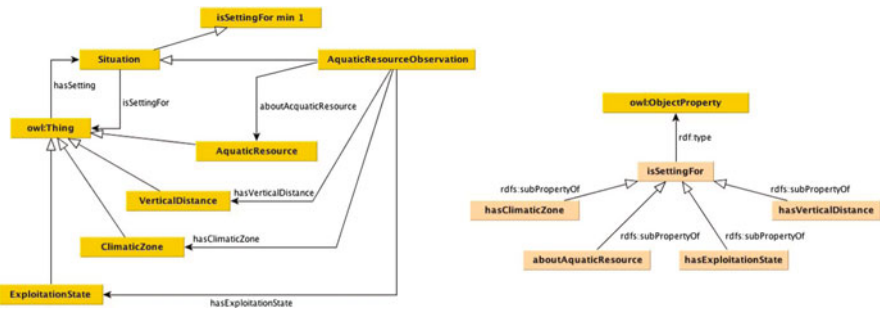 isSettingFor min 1
Situation
AquaticResourceObservation
hasSetting
isSettingFor
aboutAcquaticResource
owl:Thing
AquaticResource
hasVerticalDistance
VerticalDistance
hasClimaticZone
ClimaticZone
ExploitationState
hasExploitationState
owl:ObjectProperty
rdf:type
isSettingFor
rdfs:subPropertyOf
rdfs:subPropertyOf
hasClimaticZone
hasVerticalDistance
rdfs:subPropertyOf
rdfs:subPropertyOf
aboutAquaticResource
hasExploitationState